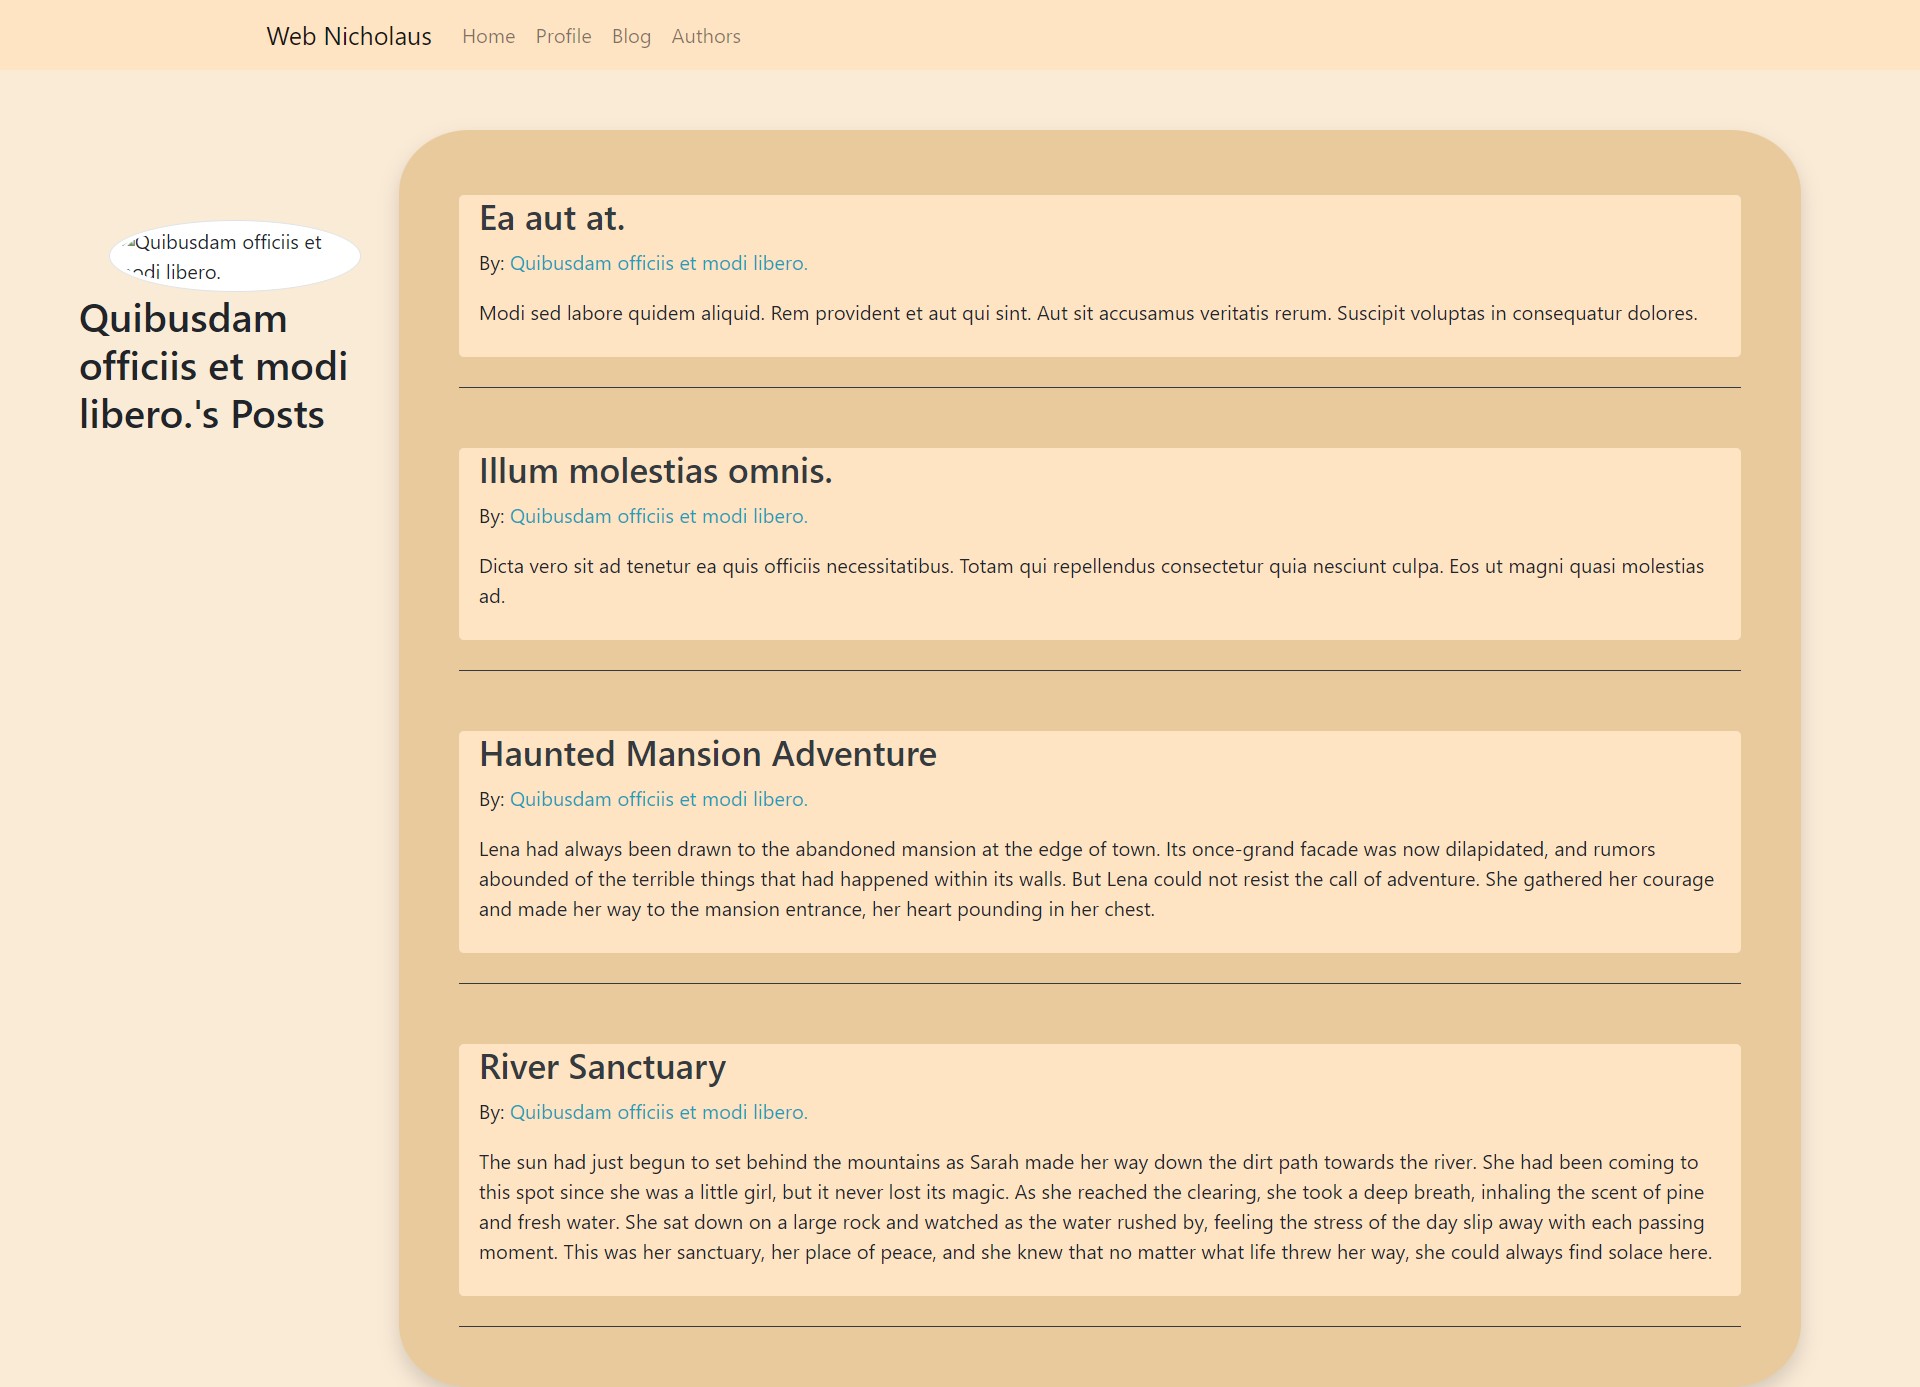 Web Nicholaus Home Profile Blog Authors
Quibusdam officiis et
odi libero.
Quibusdam
officiis et modi
libero.'s Posts
Ea aut at.
By: Quibusdam officiis et modi libero.
Modi sed labore quidem aliquid. Rem provident et aut qui sint. Aut sit accusamus veritatis rerum. Suscipit voluptas in consequatur dolores.
Illum molestias omnis.
By: Quibusdam officiis et modi libero.
Dicta vero sit ad tenetur ea quis officiis necessitatibus. Totam qui repellendus consectetur quia nesciunt culpa. Eos ut magni quasi molestias
ad.
Haunted Mansion Adventure
By: Quibusdam officiis et modi libero.
Lena had always been drawn to the abandoned mansion at the edge of town. Its once-grand facade was now dilapidated, and rumors
abounded of the terrible things that had happened within its walls. But Lena could not resist the call of adventure. She gathered her courage
and made her way to the mansion entrance, her heart pounding in her chest.
River Sanctuary
By: Quibusdam officiis et modi libero.
The sun had just begun to set behind the mountains as Sarah made her way down the dirt path towards the river. She had been coming to
this spot since she was a little girl, but it never lost its magic. As she reached the clearing, she took a deep breath, inhaling the scent of pine
and fresh water. She sat down on a large rock and watched as the water rushed by, feeling the stress of the day slip away with each passing
moment. This was her sanctuary, her place of peace, and she knew that no matter what life threw her way, she could always find solace here.